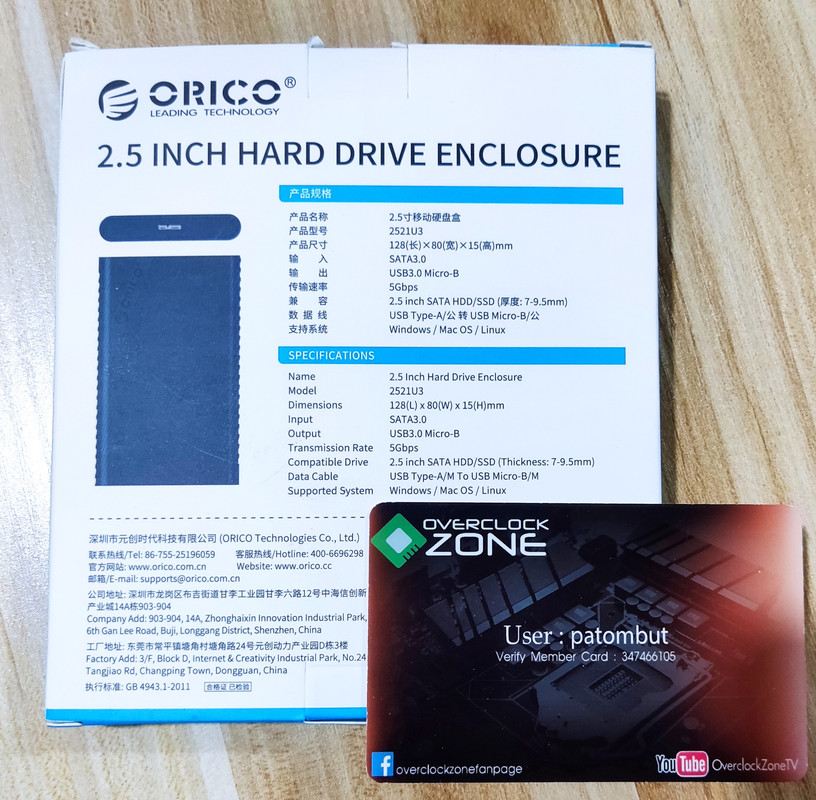 ORICO®
LEADING TECHNOLOGY
2.5 INCH HARD DRIVE ENCLOSURE
产品规格
产品名称 2.5寸移动硬盘盒
产品型号 2521U3
产品尺寸 128(长)×80(宽)×15(高)mm
输 入 SATA3.0
输 出 USB3.0 Micro-B
传输速率 5Gbps
兼 容 2.5 inch SATA HDD/SSD (厚度: 7-9.5mm)
数 据 线 USB Type-A/公 转 USB Micro-B/公
支持系统 Windows / Mac OS / Linux
SPECIFICATIONS
Name 2.5 Inch Hard Drive Enclosure
Model 2521U3
Dimensions 128(L) x 80(W) x 15(H)mm
Input SATA3.0
Output USB3.0 Micro-B
Transmission Rate 5Gbps
Compatible Drive 2.5 inch SATA HDD/SSD (Thickness: 7-9.5mm)
Data Cable USB Type-A/M To USB Micro-B/M
Supported System Windows / Mac OS / Linux
深圳市元创时代科技有限公司 (ORICO Technologies Co., Ltd.)
联系热线/Tel: 86-755-25196059 客服热线/Hotline: 400-6696298
官方网站: www.orico.com.cn Website: www.orico.cc
邮箱/E-mail: supports@orico.com.cn
公司地址: 深圳市龙岗区布吉街道甘李工业园甘李六路12号中海信创新
产业城14A栋903-904
Company Add: 903-904, 14A, Zhonghaixin Innovation Industrial Park,
6th Gan Lee Road, Buji, Longgang District, Shenzhen, China
工厂地址: 东莞市常平镇塘角村塘角路24号元创动力产业园D栋3楼
Factory Add: 3/F, Block D, Internet & Creativity Industrial Park, No.24
Tangjiao Rd, Changping Town, Dongguan, China
执行标准: GB 4943.1-2011 合格证 已检验
OVERCLOCK
ZONE
User : patombut
Verify Member Card : 347466105
f overclockzonefanpage
YouTube OverclockZoneTV